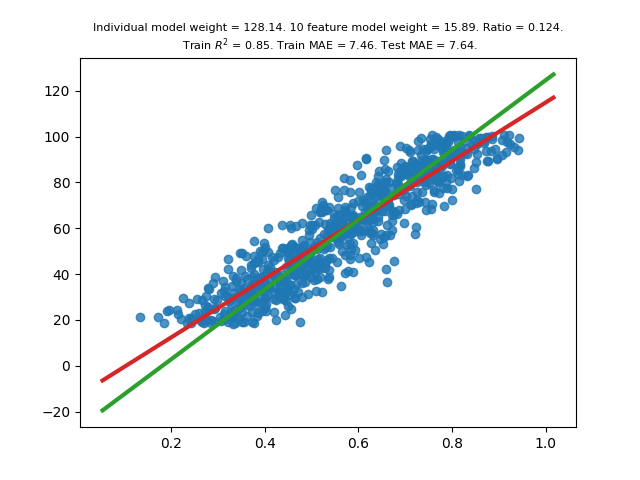 Individual model weight = 128.14. 10 feature model weight = 15.89. Ratio = 0.124.
Train R² = 0.85. Train MAE = 7.46. Test MAE = 7.64.
120
100
80
60
40
20
0
−20
0.2 0.4 0.6 0.8 1.0